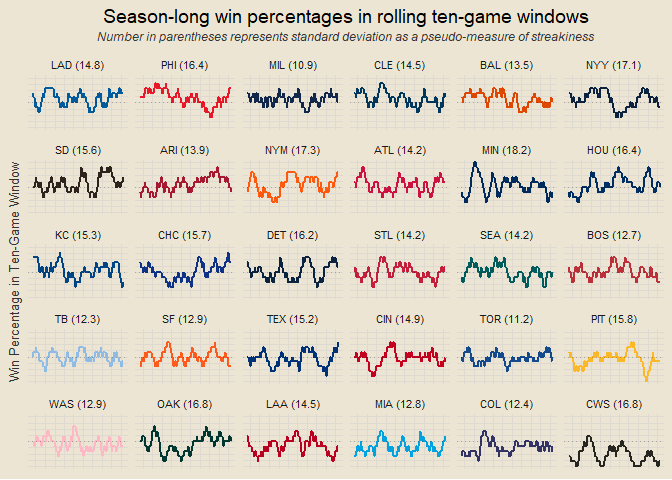 Season-long win percentages in rolling ten-game windows
Number in parentheses represents standard deviation as a pseudo-measure of streakiness
LAD (14.8) PHI (16.4) MIL (10.9) CLE (14.5) BAL (13.5) NYY (17.1)
SD (15.6) ARI (13.9) NYM (17.3) ATL (14.2) MIN (18.2) HOU (16.4)
Win Percentage in Ten-Game Window
KC (15.3) CHC (15.7) DET (16.2) STL (14.2) SEA (14.2) BOS (12.7)
TB (12.3) SF (12.9) TEX (15.2) CIN (14.9) TOR (11.2) PIT (15.8)
WAS (12.9) OAK (16.8) LAA (14.5) MIA (12.8) COL (12.4) CWS (16.8)